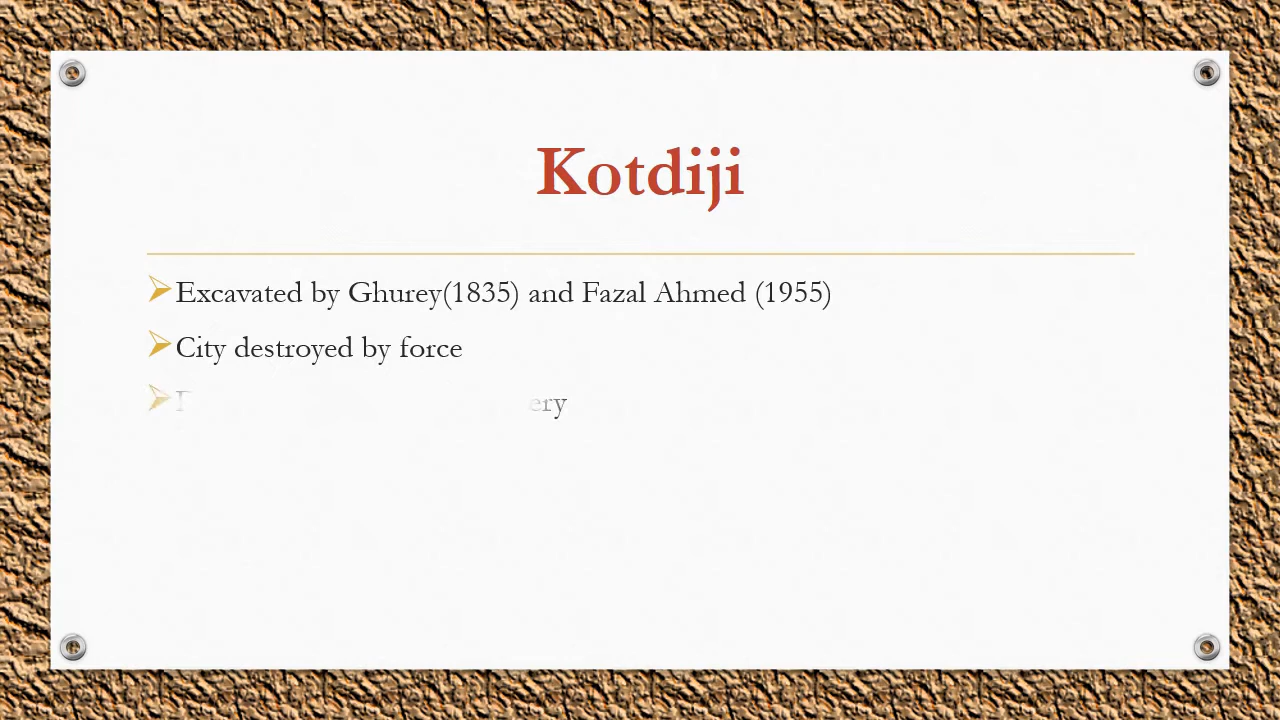 Kotdiji
Excavated by Ghurey(1835) and Fazal Ahmed (1955)
City destroyed by force